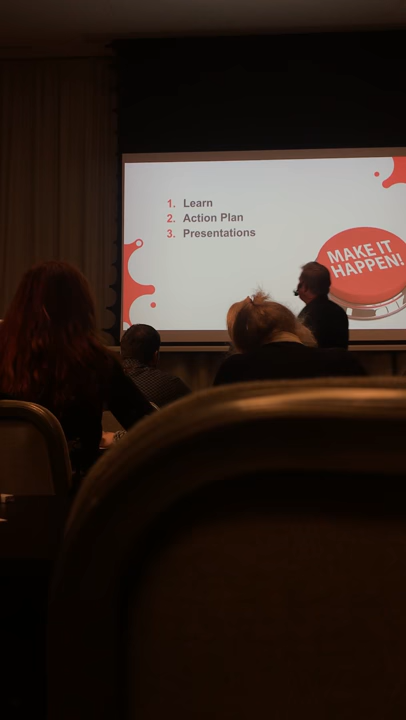 1. Learn
2. Action Plan
3. Presentations
MAKE IT
HAPPEN!